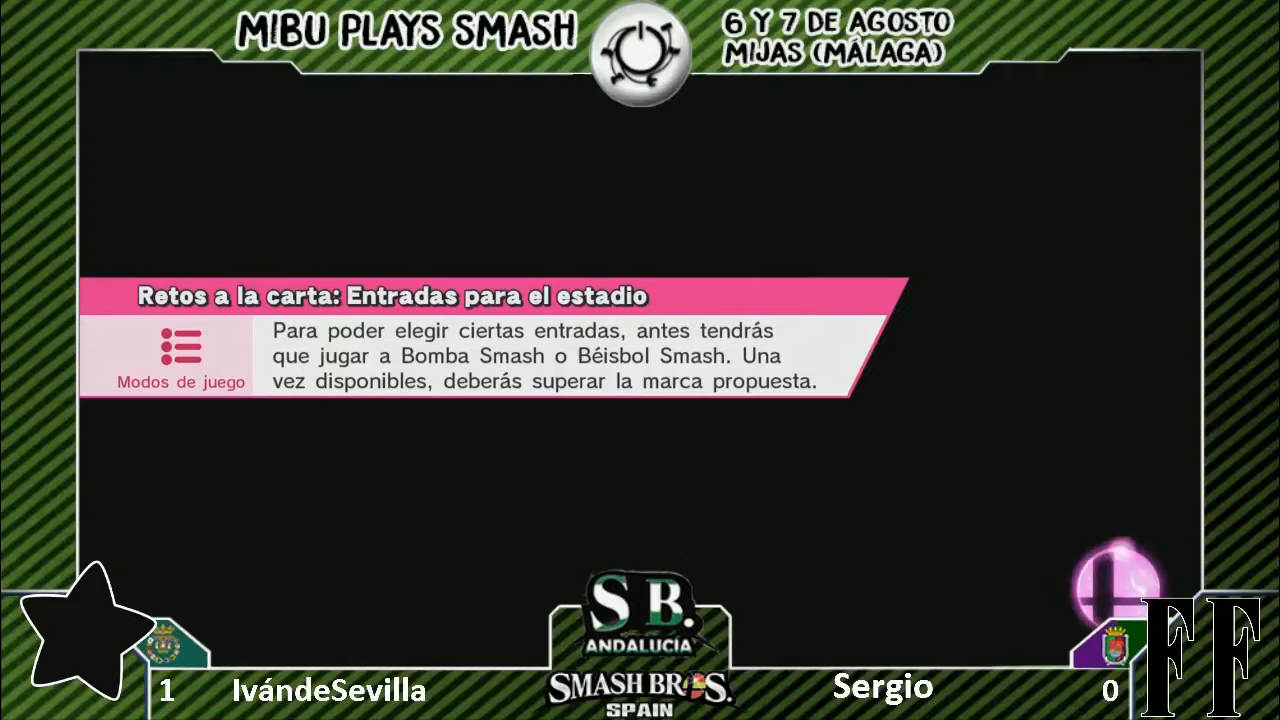 MIBU PLAYS SMASH
6 Y 7 DE AGOSTO
MIJAS (MÁLAGA)
Retos a la carta: Entradas para el estadio
Modos de juego
Para poder elegir ciertas entradas, antes tendrás
que jugar a Bomba Smash o Béisbol Smash. Una
vez disponibles, deberás superar la marca propuesta.
S B.
ANDALUCÍA
1 IvándeSevilla
SMASH BROS.
SPAIN
Sergio 0
FF